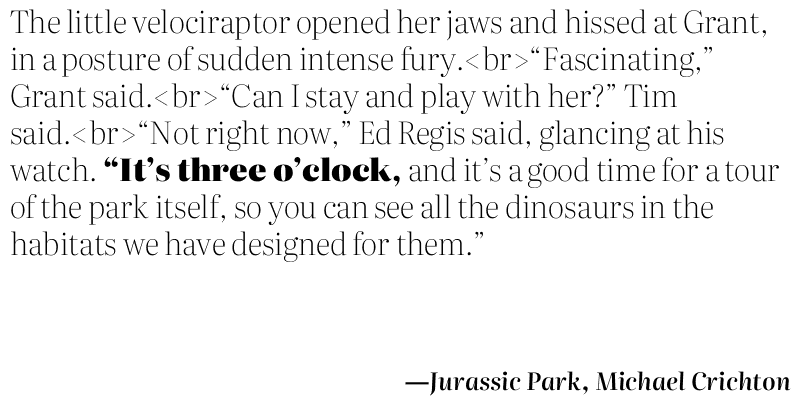 The little velociraptor opened her jaws and hissed at Grant,
in a posture of sudden intense fury.<br>“Fascinating,”
Grant said.<br>“Can I stay and play with her?” Tim
said.<br>“Not right now,” Ed Regis said, glancing at his
watch. “It’s three o’clock, and it’s a good time for a tour
of the park itself, so you can see all the dinosaurs in the
habitats we have designed for them.”
—Jurassic Park, Michael Crichton